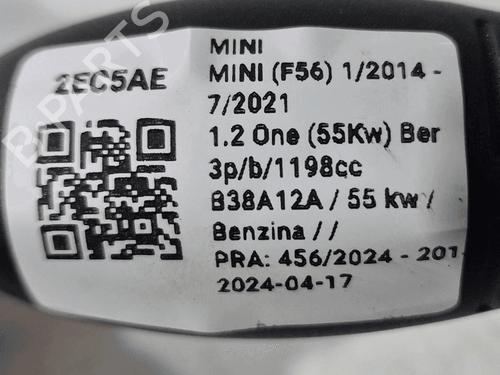 2EC5AE
MINI
MINI (F56) 1/2014 -
7/2021
1.2 One (55Kw) Ber
3p/b/1198cc
B38A12A / 55 kw /
Benzina / /
PRA: 456/2024 - 201
2024-04-17
B-PARTS